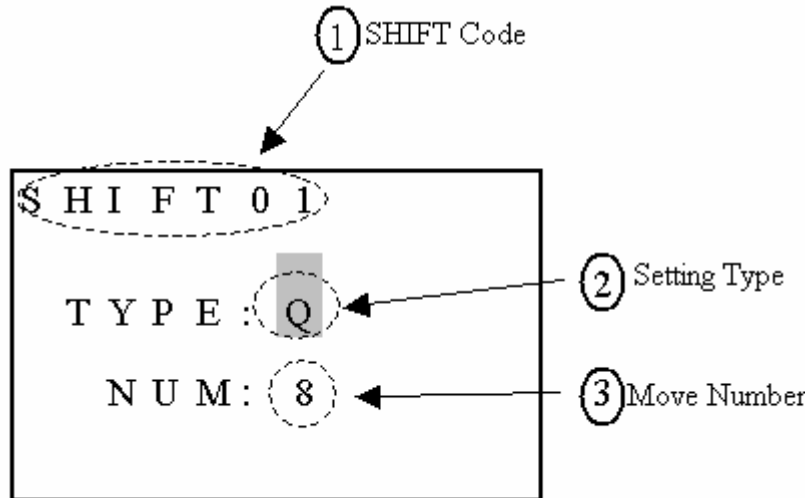 1 SHIFT Code
SHIFT01
TYPE: Q
2 Setting Type
NUM: 8
3 Move Number